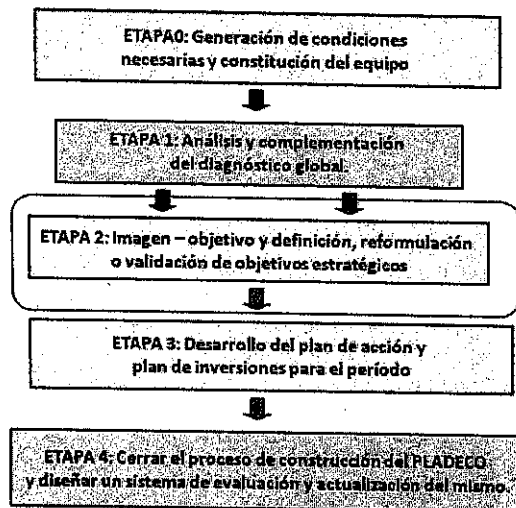 ETAPA0: Generación de condiciones
necesarias y constitución del equipo
ETAPA 1: Análisis y complementación
del diagnóstico global.
ETAPA 2: Imagen – objetivo y definición, reformulación
o validación de objetivos estratégicos
ETAPA 3: Desarrollo del plan de acción y
plan de inversiones para el período
ETAPA 4: Cerrar el proceso de construcción del PLADECO
y diseñar un sistema de evaluación y actualización del mismo.